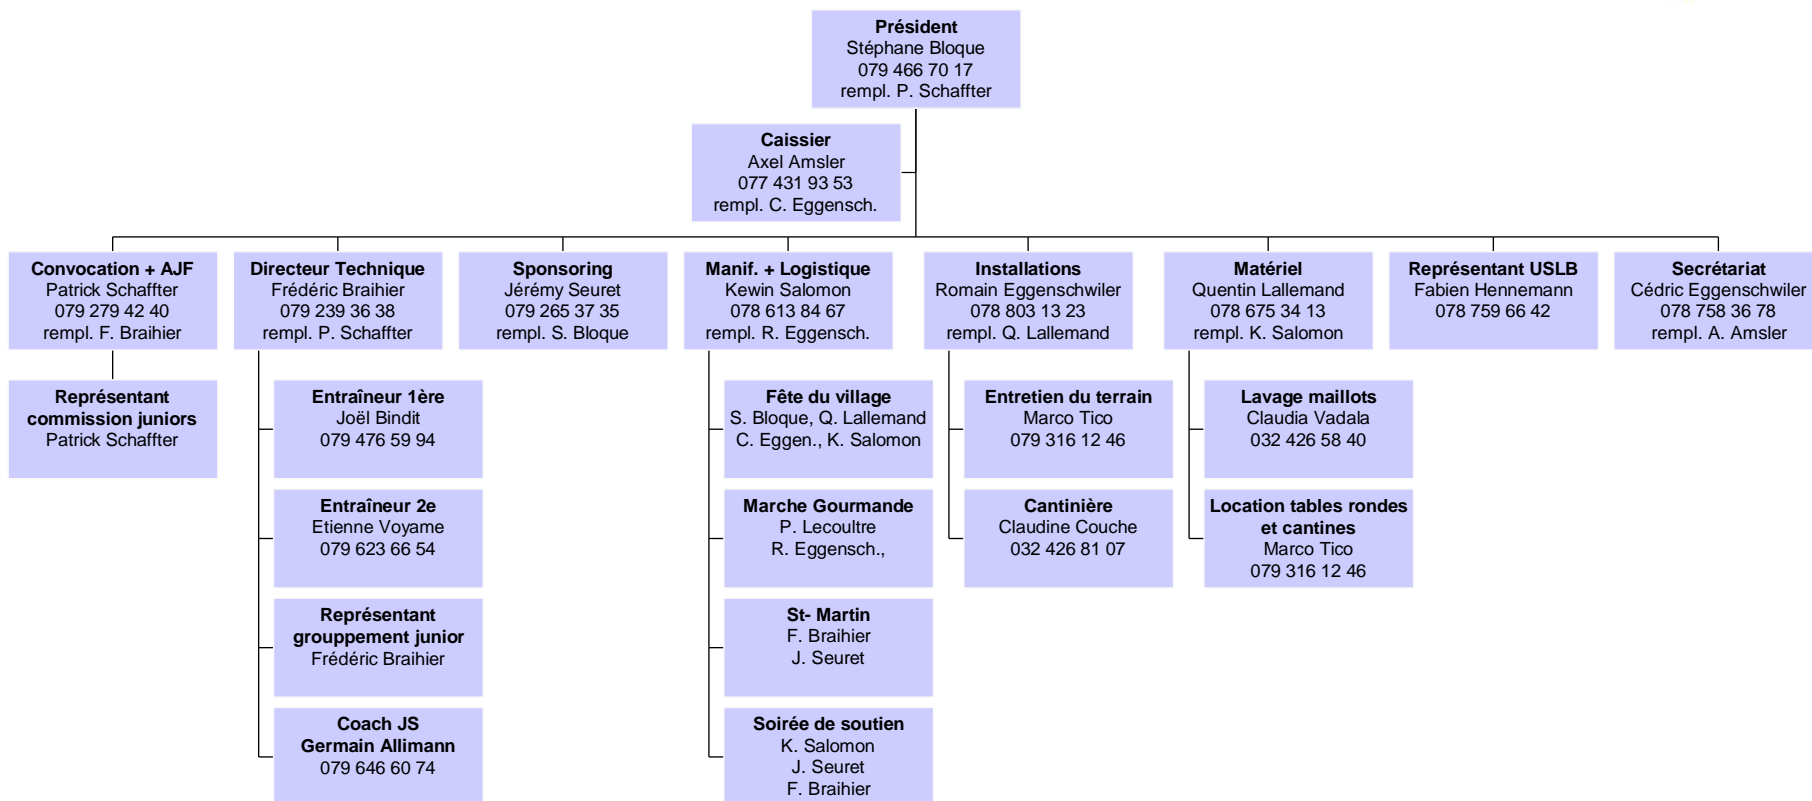 Président
Stéphane Bloque
079 466 70 17
rempl. P. Schaffter
Caissier
Axel Amsler
077 431 93 53
rempl. C. Eggensch.
Convocation + AJF
Patrick Schaffter
079 279 42 40
rempl. F. Braihier
Directeur Technique
Frédéric Braihier
079 239 36 38
rempl. P. Schaffter
Sponsoring
Jérémy Seuret
079 265 37 35
rempl. S. Bloque
Manif. + Logistique
Kewin Salomon
078 613 84 67
rempl. R. Eggensch.
Installations
Romain Eggenschwiler
078 803 13 23
rempl. Q. Lallemand
Matériel
Quentin Lallemand
078 675 34 13
rempl. K. Salomon
Représentant USLB
Fabien Hennemann
078 759 66 42
Secrétariat
Cédric Eggenschwiler
078 758 36 78
rempl. A. Amsler
Représentant
commission juniors
Patrick Schaffter
Entraîneur 1ère
Joël Bindit
079 476 59 94
Entraîneur 2e
Etienne Voyame
079 623 66 54
Représentant
grouppement junior
Frédéric Braihier
Coach JS
Germain Allimann
079 646 60 74
Fête du village
S. Bloque, Q. Lallemand
C. Eggen., K. Salomon
Marche Gourmande
P. Lecoultre
R. Eggensch.,
St- Martin
F. Braihier
J. Seuret
Soirée de soutien
K. Salomon
J. Seuret
F. Braihier
Entretien du terrain
Marco Tico
079 316 12 46
Cantinière
Claudine Couche
032 426 81 07
Lavage maillots
Claudia Vadala
032 426 58 40
Location tables rondes
et cantines
Marco Tico
079 316 12 46